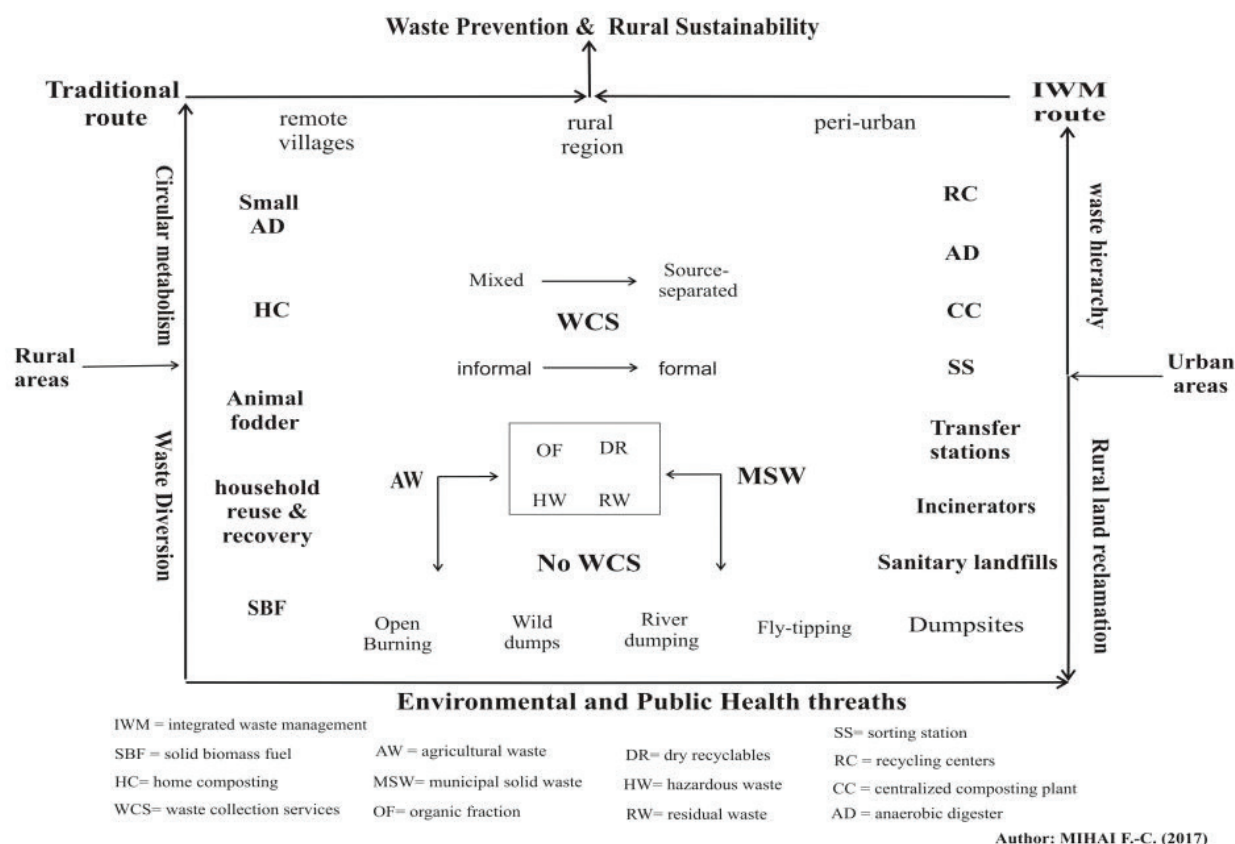 Waste Prevention & Rural Sustainability
Traditional
route
IWM
route
remote
villages
rural
region
peri-urban
Circular metabolism
Small
AD
RC
waste hierarchy
AD
Mixed
Source-
separated
HC
WCS
CC
Rural
areas
informal
formal
SS
Urban
areas
Animal
fodder
Transfer
stations
Waste Diversion
OF
DR
AW
MSW
Rural land reclamation
household
reuse &
recovery
HW
RW
Incinerators
No WCS
Sanitary landfills
SBF
Open
Burning
Wild
dumps
River
dumping
Fly-tipping
Dumpsites
Environmental and Public Health threaths
IWM = integrated waste management
SBF = solid biomass fuel
HC= home composting
WCS= waste collection services
AW = agricultural waste
MSW= municipal solid waste
OF= organic fraction
DR= dry recyclables
HW= hazardous waste
RW= residual waste
SS= sorting station
RC = recycling centers
CC = centralized composting plant
AD = anaerobic digester
Author: MIHAI F.-C. (2017)